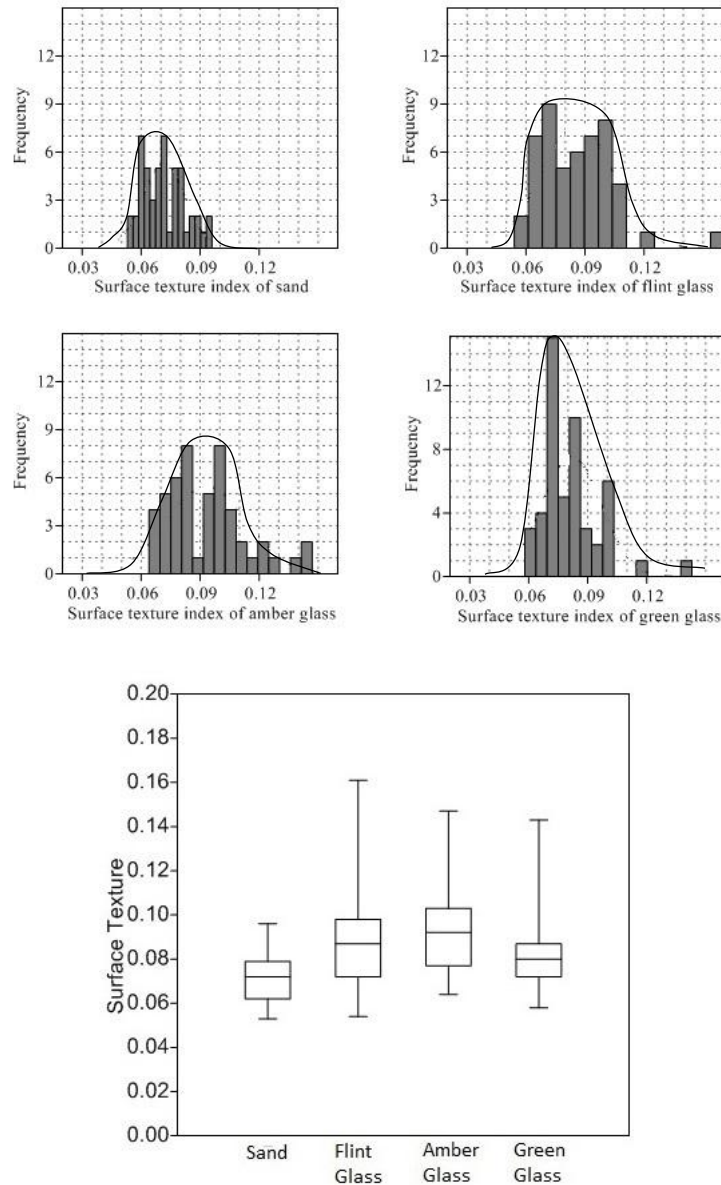 15
12
9
6
3
0
Frequency
0.03 0.06 0.09 0.12
Surface texture index of sand
12
9
6
3
0
Frequency
0.03 0.06 0.09 0.12
Surface texture index of flint glass
12
9
6
3
0
Frequency
0.03 0.06 0.09 0.12
Surface texture index of amber glass
12
8
4
0
Frequency
0.03 0.06 0.09 0.12
Surface texture index of green glass
0.20
0.18
0.16
0.14
0.12
0.10
0.08
0.06
0.04
0.02
0.00
Surface Texture
Sand
Flint
Glass
Amber
Glass
Green
Glass